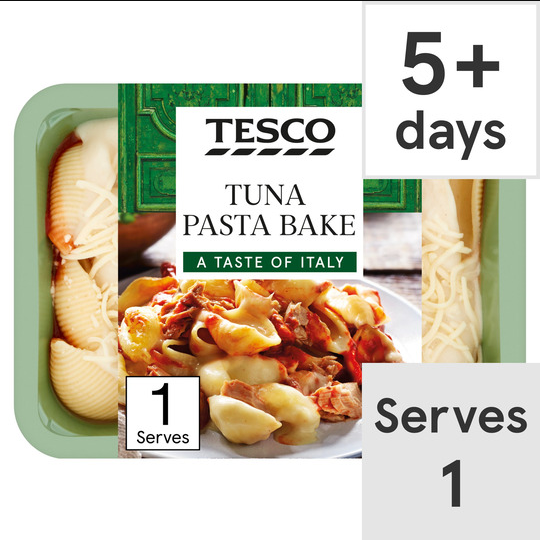 5+
days
TESCO
TUNA
PASTA BAKE
A TASTE OF ITALY
1
Serves
Serves
1